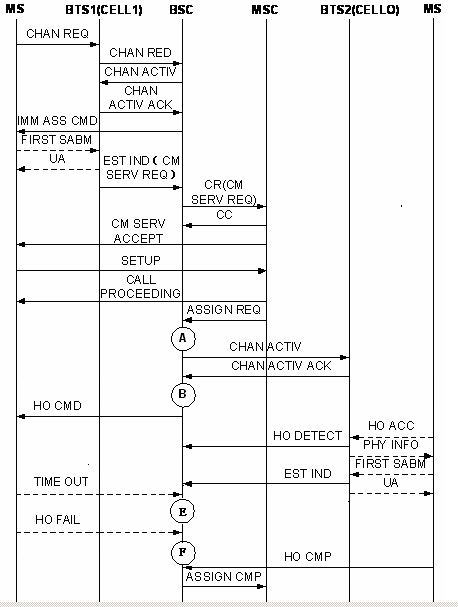 MS BTS1(CELL1) BSC MSC BTS2(CELL0) MS
CHAN REQ
CHAN RED
CHAN ACTIV
CHAN
ACTIV ACK
IMM ASS CMD
FIRST SABM
UA
EST IND ( CM
SERV REQ )
CR(CM
SERV REQ)
CC
CM SERV
ACCEPT
SETUP
CALL
PROCEEDING
ASSIGN REQ
A
CHAN ACTIV
CHAN ACTIV ACK
B
HO CMD
HO ACC
HO DETECT
PHY INFO
FIRST SABM
EST IND
UA
TIME OUT
E
HO FAIL
F
HO CMP
ASSIGN CMP